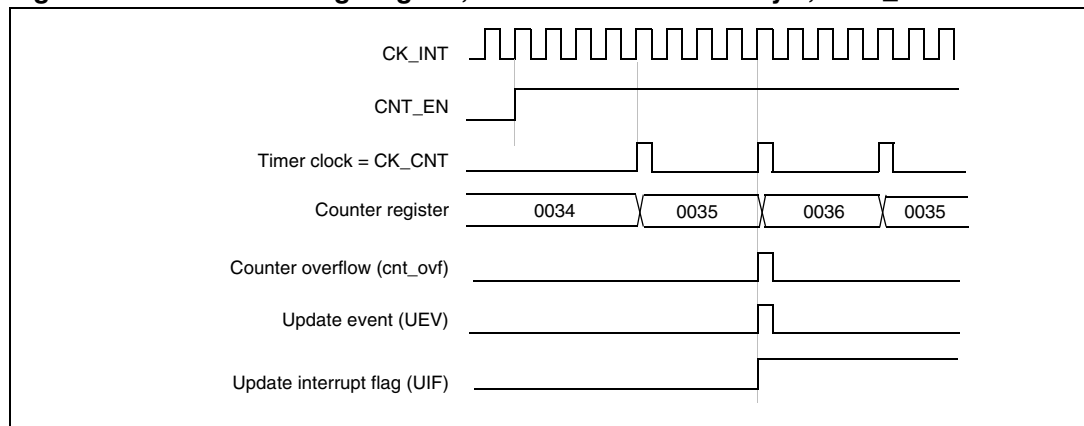 CK_INT
CNT_EN
Timer clock = CK_CNT
Counter register 0034 0035 0036 0035
Counter overflow (cnt_ovf)
Update event (UEV)
Update interrupt flag (UIF)